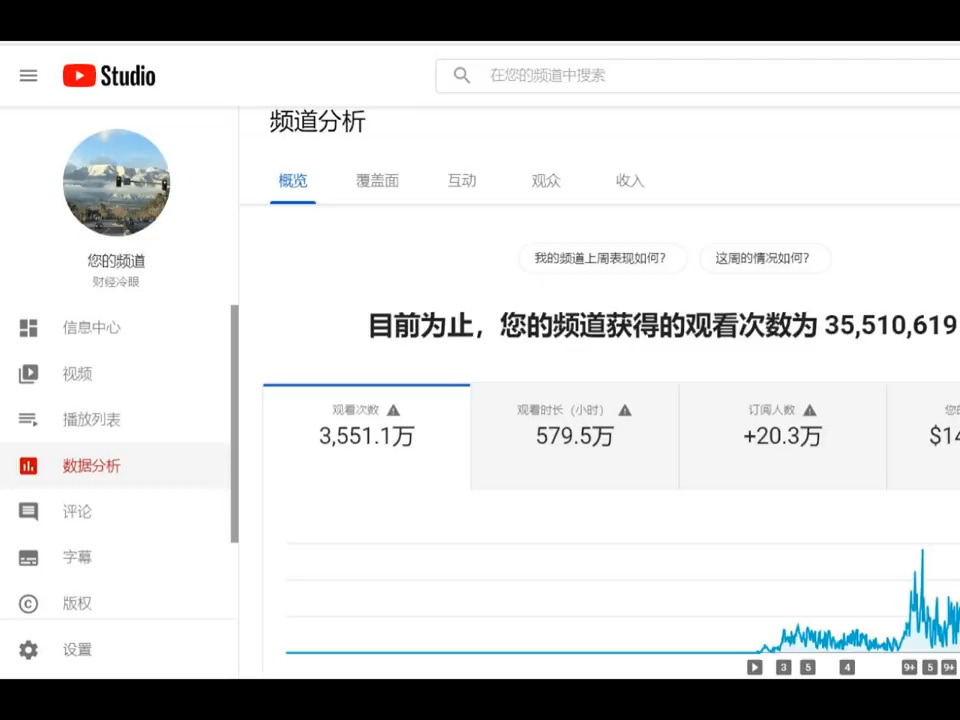 Studio
在您的频道中搜索
频道分析
概览 覆盖面 互动 观众 收入
您的频道
财经冷眼
我的频道上周表现如何? 这周的情况如何?
信息中心
目前为止，您的频道获得的观看次数为 35,510,619
视频
观看次数 观看时长（小时） 订阅人数 您的
播放列表
3,551.1万 579.5万 +20.3万 $14
数据分析
评论
字幕
版权
设置
3 5 4 9+ 5 9+